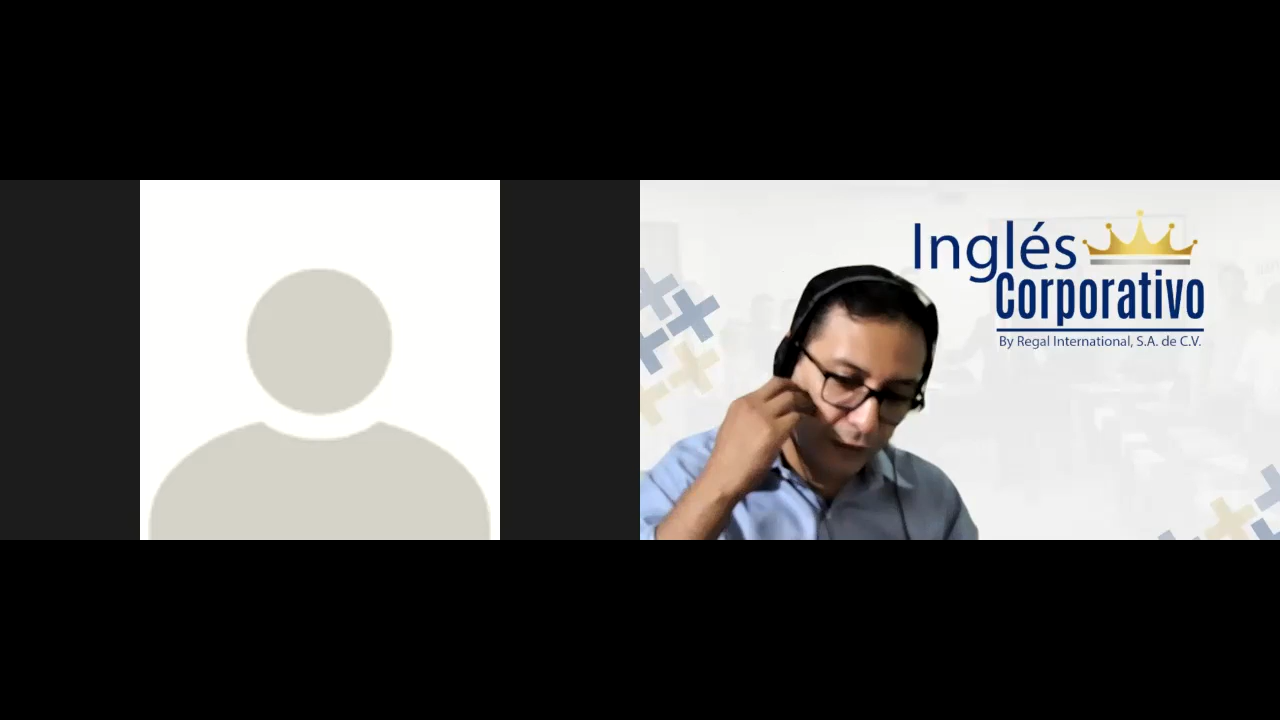 Inglés
Corporativo
By Regal International, S.A. de C.V.